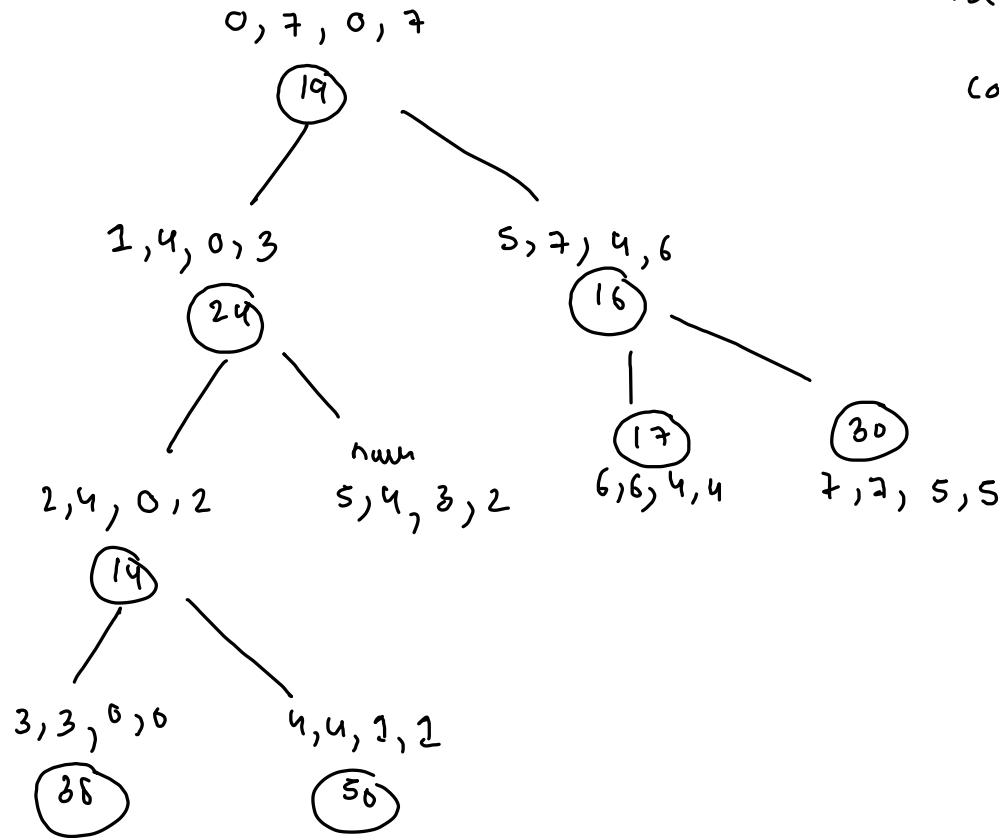 0, 7, 0, 7
19
Co
1, 4, 0, 3
5, 7, 4, 6
24
16
17
30
6, 6, 4, 4
7, 7, 5, 5
2, 4, 0, 2
5, 4, 3, 2
14
3, 3, 0, 0
4, 4, 1, 1
50